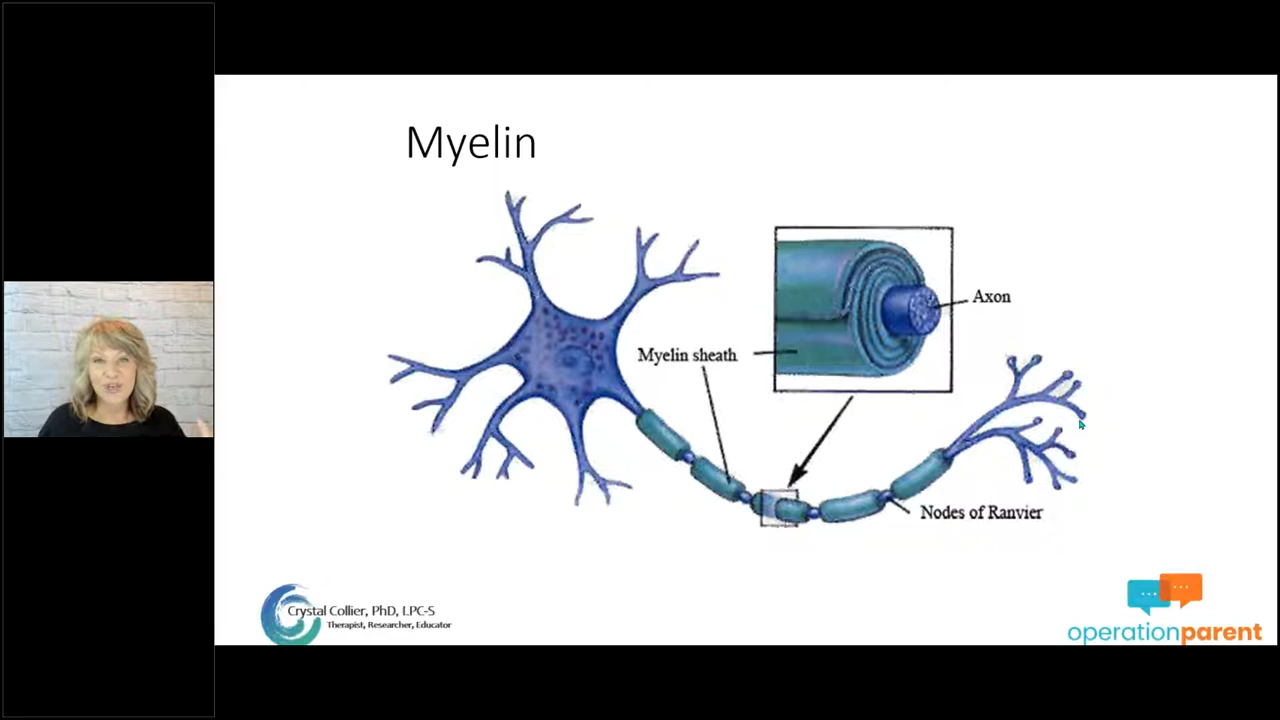 Myelin
Axon
Myelin sheath
Nodes of Ranvier
Crystal Collier, PhD, LPC-S
Therapist, Researcher, Educator
operationparent